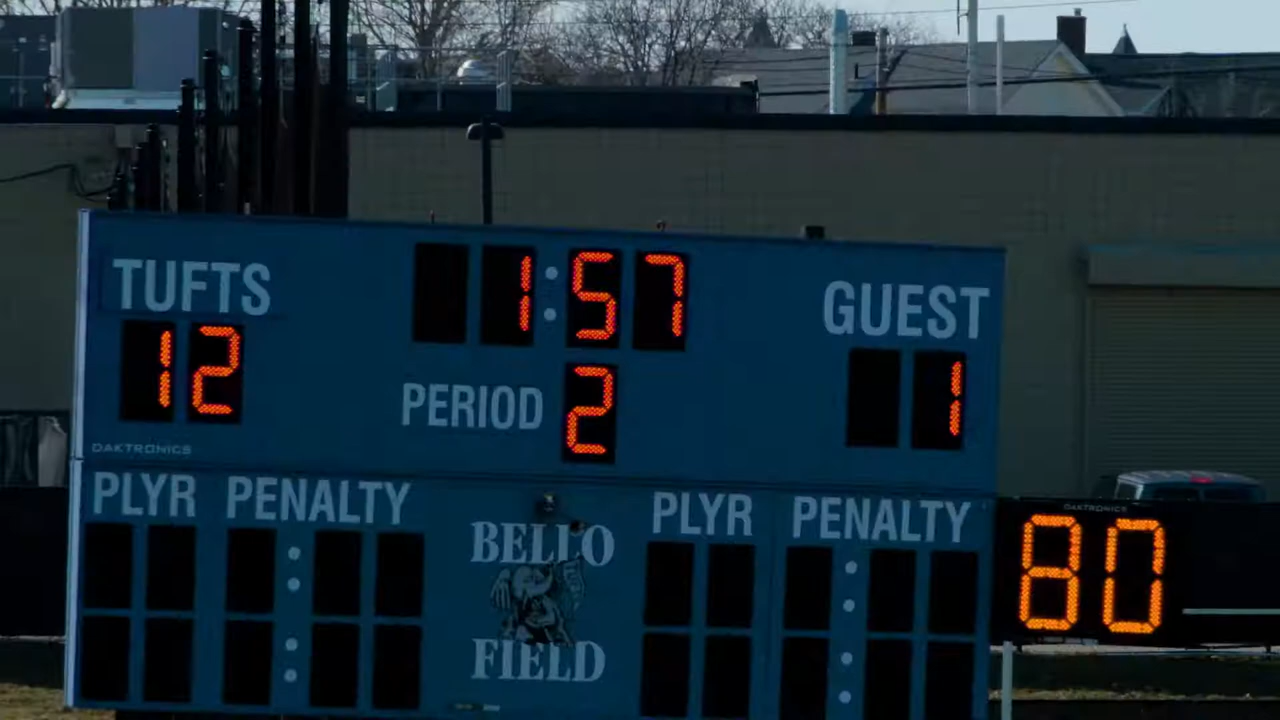 TUFTS 1:57 GUEST
12 PERIOD 2 1
DAKTRONICS
PLYR PENALTY PLYR PENALTY
DAKTRONICS
BELLO
80
FIELD